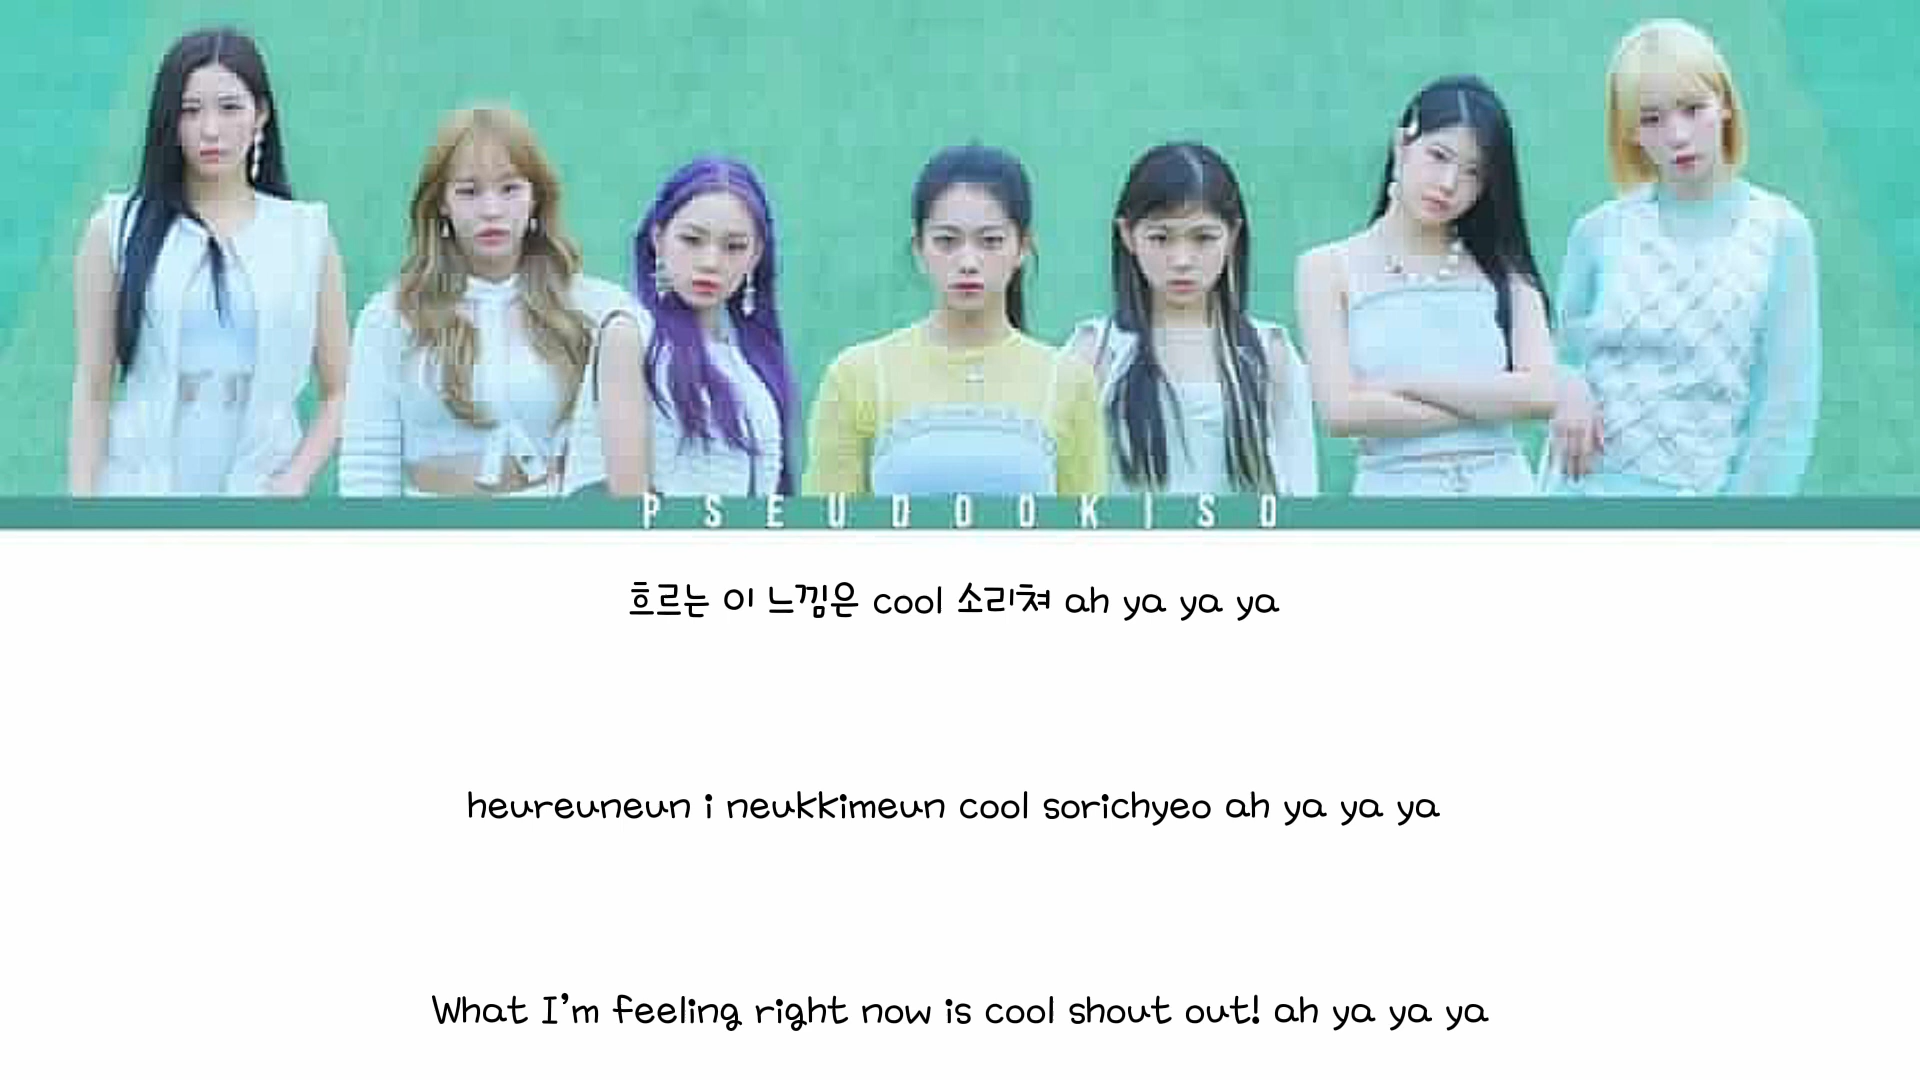 PSEUDOOKISO
흐르는 이 느낌은 cool 소리쳐 ah ya ya ya
heureuneun i neukkimeun cool sorichyeo ah ya ya ya
What I'm feeling right now is cool shout out! ah ya ya ya